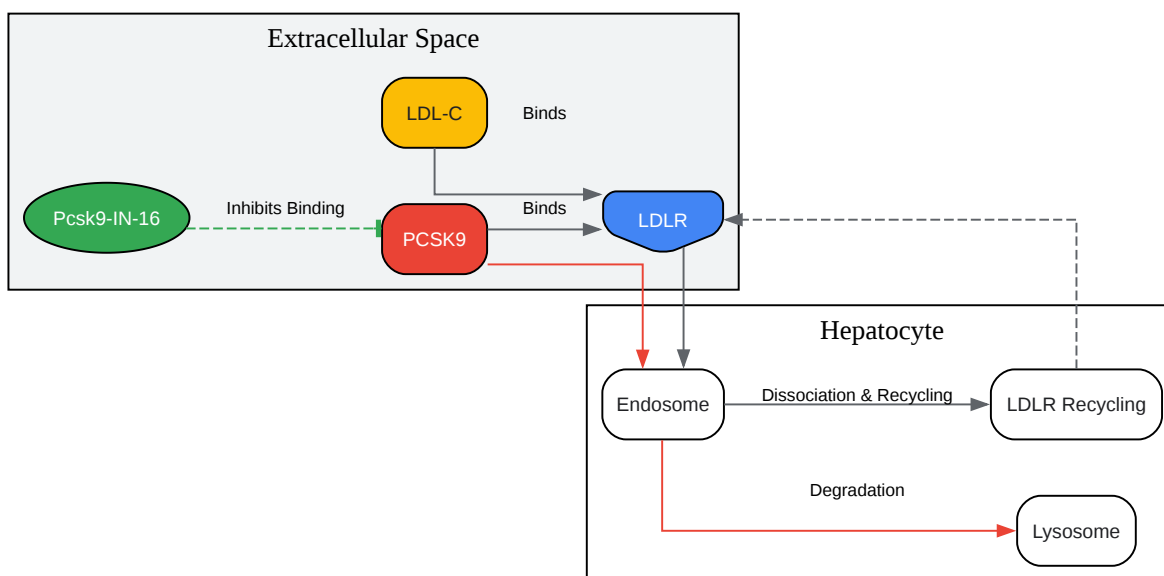 Extracellular Space
LDL-C
Binds
Pcsk9-IN-16
Inhibits Binding
PCSK9
Binds
LDLR
Hepatocyte
Endosome
Dissociation & Recycling
LDLR Recycling
Degradation
Lysosome